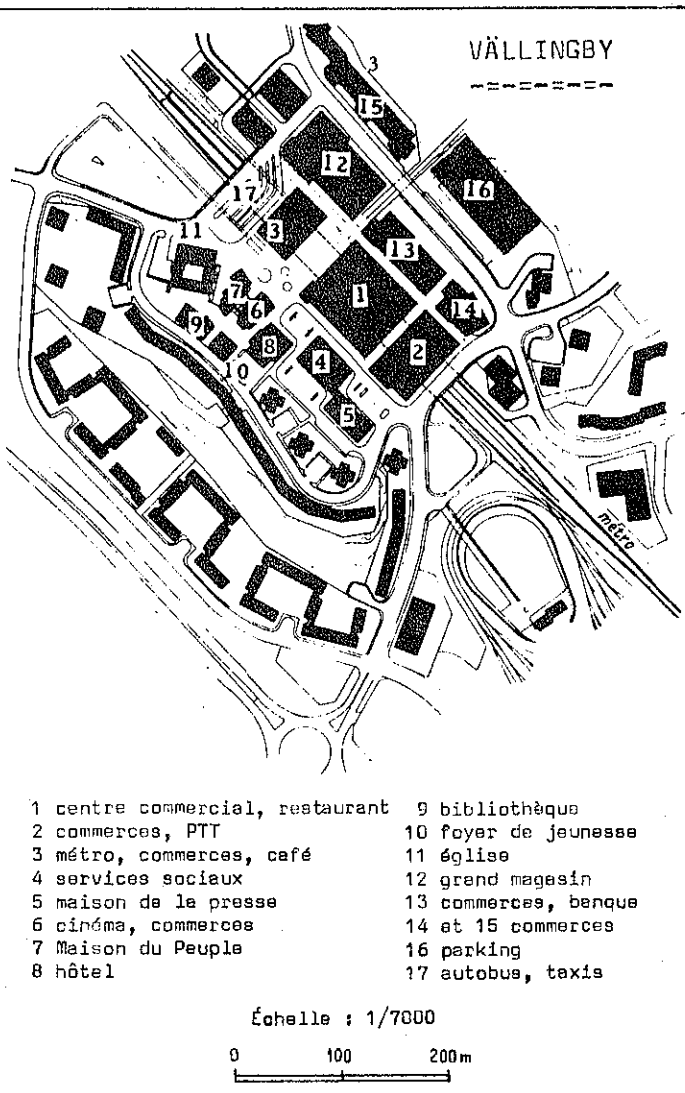 VÄLLINGBY
3
15
12
16
17
11
3
13
7
1
6
14
9
8
2
10
4
5
métro
1 centre commercial, restaurant
2 commerces, PTT
3 métro, commerces, café
4 services sociaux
5 maison de la presse
6 cinéma, commerces
7 Maison du Peuple
8 hôtel
9 bibliothèque
10 foyer de jeunesse
11 église
12 grand magasin
13 commerces, banque
14 et 15 commerces
16 parking
17 autobus, taxis
Échelle : 1/7000
0 100 200m